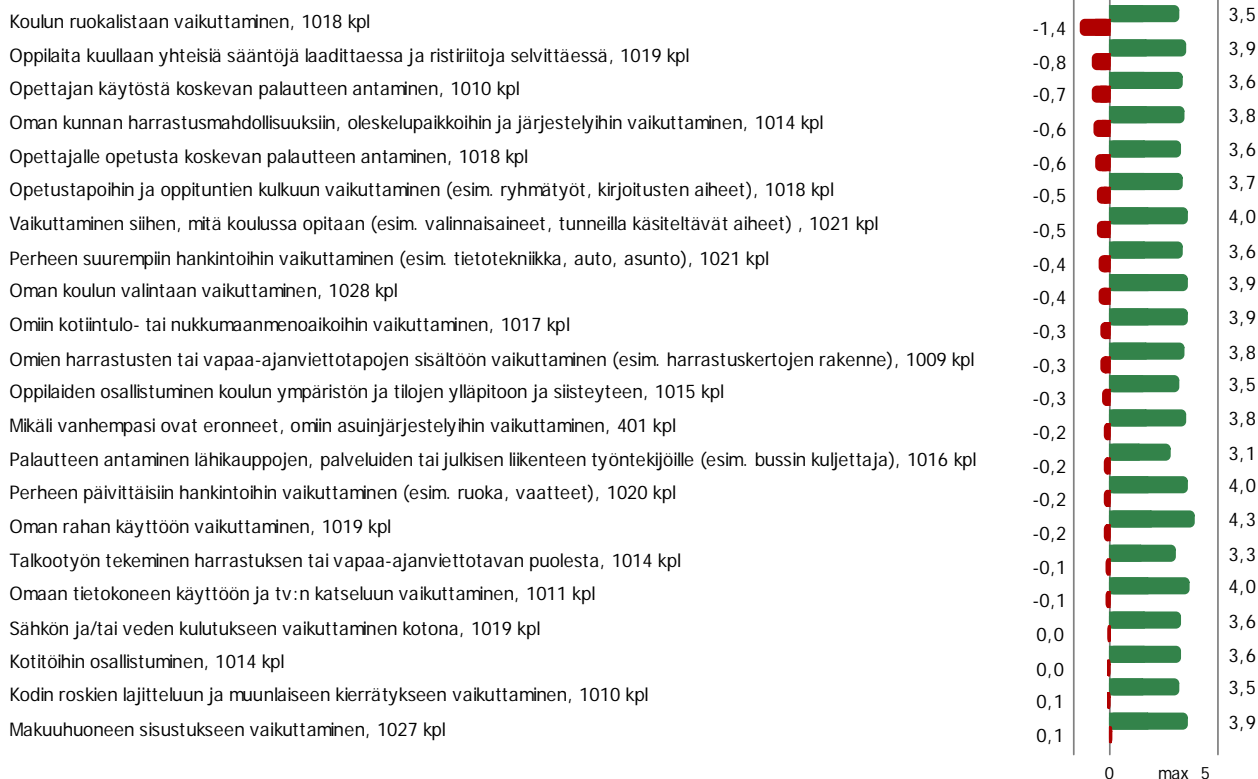 Koulun ruokalistaan vaikuttaminen, 1018 kpl -1,4 3,5
Oppilaita kuullaan yhteisiä sääntöjä laadittaessa ja ristiriitoja selvittäessä, 1019 kpl -0,8 3,9
Opettajan käytöstä koskevan palautteen antaminen, 1010 kpl -0,7 3,6
Oman kunnan harrastusmahdollisuuksiin, oleskelupaikkoihin ja järjestelyihin vaikuttaminen, 1014 kpl -0,6 3,8
Opettajalle opetusta koskevan palautteen antaminen, 1018 kpl -0,6 3,6
Opetustapoihin ja oppituntien kulkuun vaikuttaminen (esim. ryhmätyöt, kirjoitusten aiheet), 1018 kpl -0,5 3,7
Vaikuttaminen siihen, mitä koulussa opitaan (esim. valinnaisaineet, tunneilla käsiteltävät aiheet) , 1021 kpl -0,5 4,0
Perheen suurempiin hankintoihin vaikuttaminen (esim. tietotekniikka, auto, asunto), 1021 kpl -0,4 3,6
Oman koulun valintaan vaikuttaminen, 1028 kpl -0,4 3,9
Omiin kotiintulo- tai nukkumaanmenoaikoihin vaikuttaminen, 1017 kpl -0,3 3,9
Omien harrastusten tai vapaa-ajanviettotapojen sisältöön vaikuttaminen (esim. harrastuskertojen rakenne), 1009 kpl -0,3 3,8
Oppilaiden osallistuminen koulun ympäristön ja tilojen ylläpitoon ja siisteyteen, 1015 kpl -0,3 3,5
Mikäli vanhempasi ovat eronneet, omiin asuinjärjestelyihin vaikuttaminen, 401 kpl -0,2 3,8
Palautteen antaminen lähikauppojen, palveluiden tai julkisen liikenteen työntekijöille (esim. bussin kuljettaja), 1016 kpl -0,2 3,1
Perheen päivittäisiin hankintoihin vaikuttaminen (esim. ruoka, vaatteet), 1020 kpl -0,2 4,0
Oman rahan käyttöön vaikuttaminen, 1019 kpl -0,2 4,3
Talkootyön tekeminen harrastuksen tai vapaa-ajanviettotavan puolesta, 1014 kpl -0,1 3,3
Omaan tietokoneen käyttöön ja tv:n katseluun vaikuttaminen, 1011 kpl -0,1 4,0
Sähkön ja/tai veden kulutukseen vaikuttaminen kotona, 1019 kpl 0,0 3,6
Kotitöihin osallistuminen, 1014 kpl 0,0 3,6
Kodin roskien lajitteluun ja muunlaiseen kierrätykseen vaikuttaminen, 1010 kpl 0,1 3,5
Makuuhuoneen sisustukseen vaikuttaminen, 1027 kpl 0,1 3,9
0 max 5